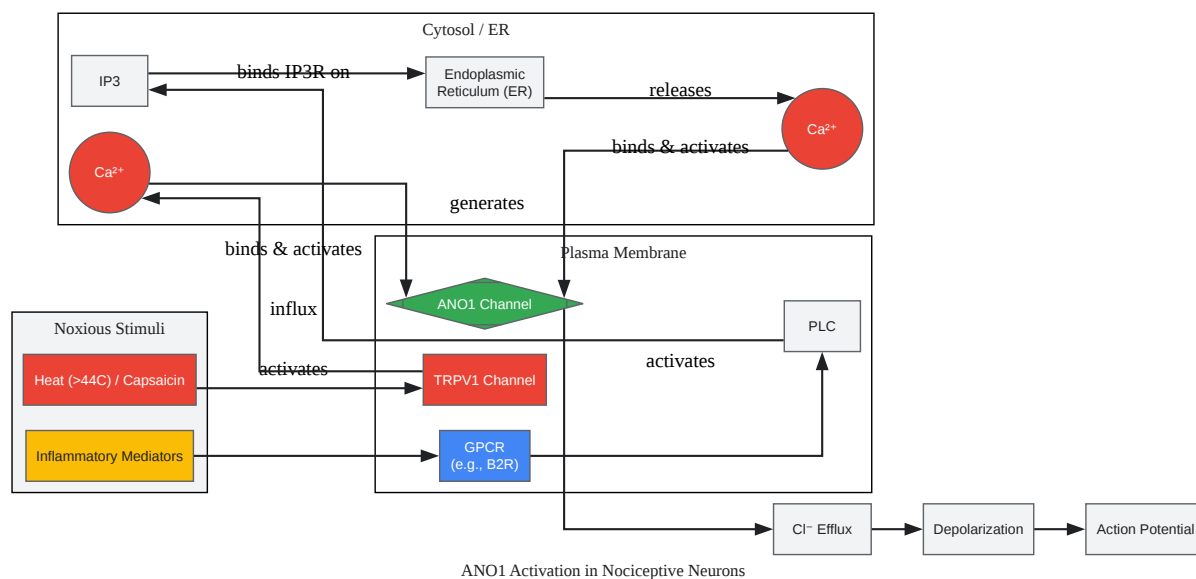 Cytosol / ER
IP3
binds IP3R on
Endoplasmic
Reticulum (ER)
releases
Ca²⁺
Ca²⁺
binds & activates
generates
binds & activates
Plasma Membrane
ANO1 Channel
influx
PLC
Noxious Stimuli
activates
activates
Heat (>44C) / Capsaicin
TRPV1 Channel
Inflammatory Mediators
GPCR
(e.g., B2R)
Cl⁻ Efflux
Depolarization
Action Potential
ANO1 Activation in Nociceptive Neurons